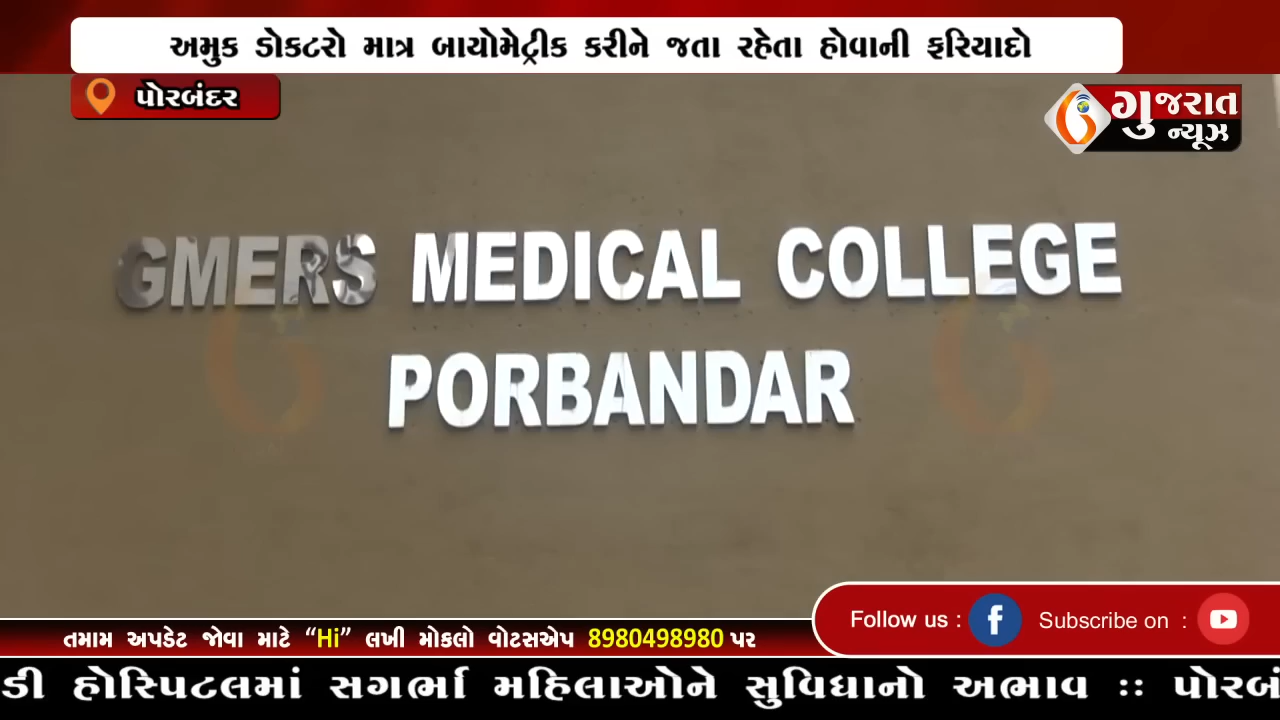 અમુક ડોકટરો માત્ર બાયોમેટ્રીક કરીને જતા રહેતા હોવાની ફરિયાદો
પોરબંદર
ગુજરાત
ન્યૂઝ
GMERS MEDICAL COLLEGE
PORBANDAR
Follow us :
Subscribe on :
તમામ અપડેટ જોવા માટે “Hi” લખી મોકલો વોટસએપ 8980498980 પર
હોસ્પિટલમાં સગર્ભા મહિલાઓને સુવિધાનો અભાવ ::